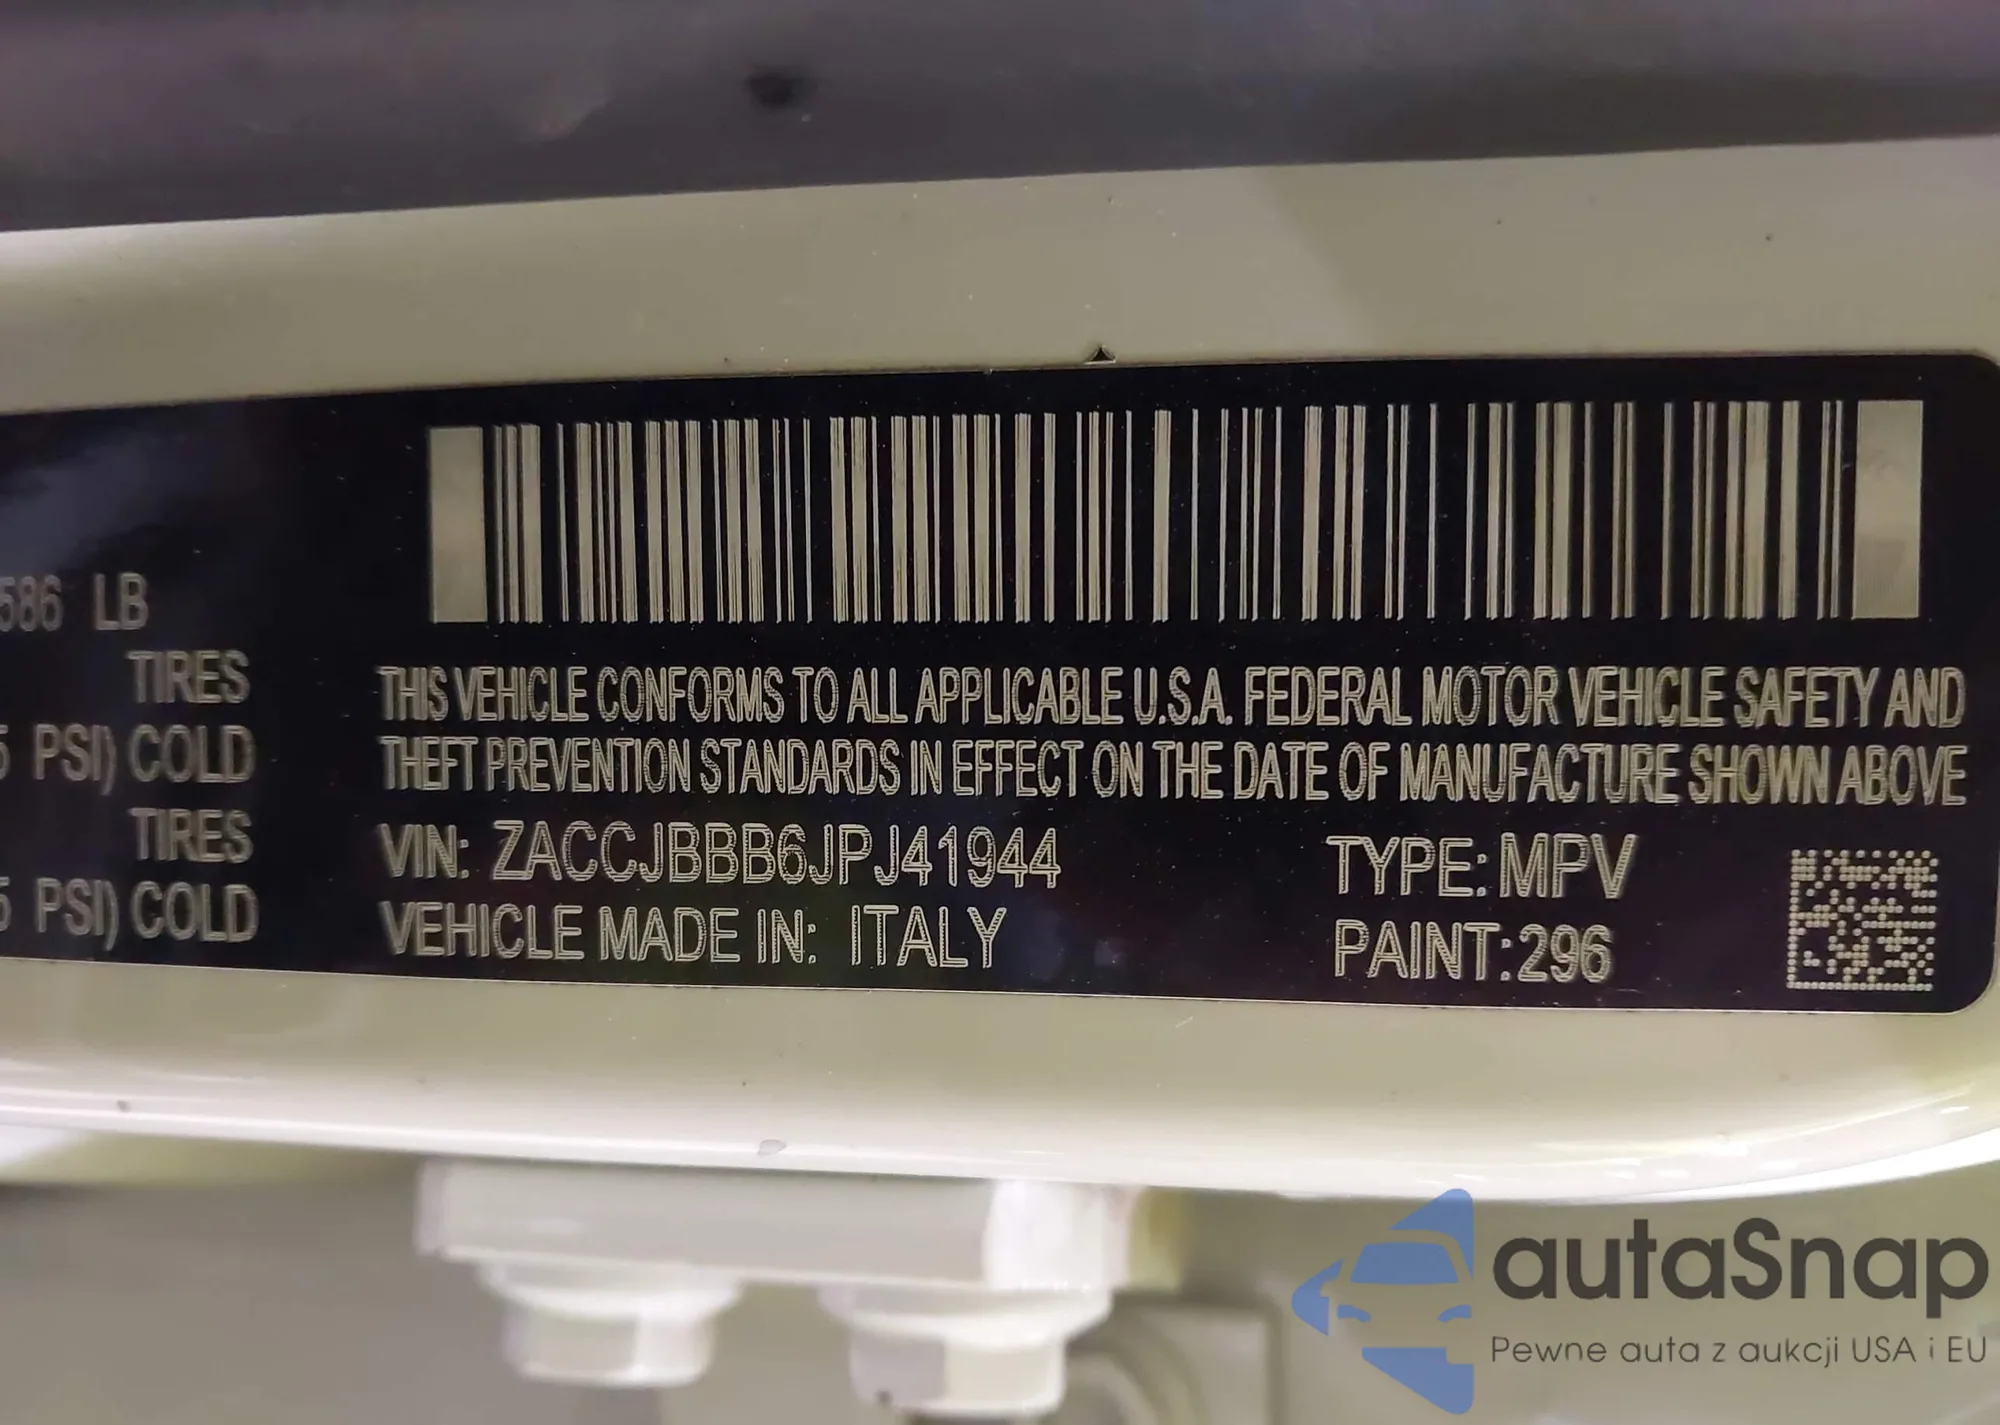 586 LB
TIRES
5 PSI) COLD
TIRES
5 PSI) COLD
THIS VEHICLE CONFORMS TO ALL APPLICABLE U.S.A. FEDERAL MOTOR VEHICLE SAFETY AND
THEFT PREVENTION STANDARDS IN EFFECT ON THE DATE OF MANUFACTURE SHOWN ABOVE
VIN: ZACCJBBB6JPJ41944
TYPE: MPV
VEHICLE MADE IN: ITALY
PAINT: 296
autaSnap
Pewne auta z aukcji USA i EU